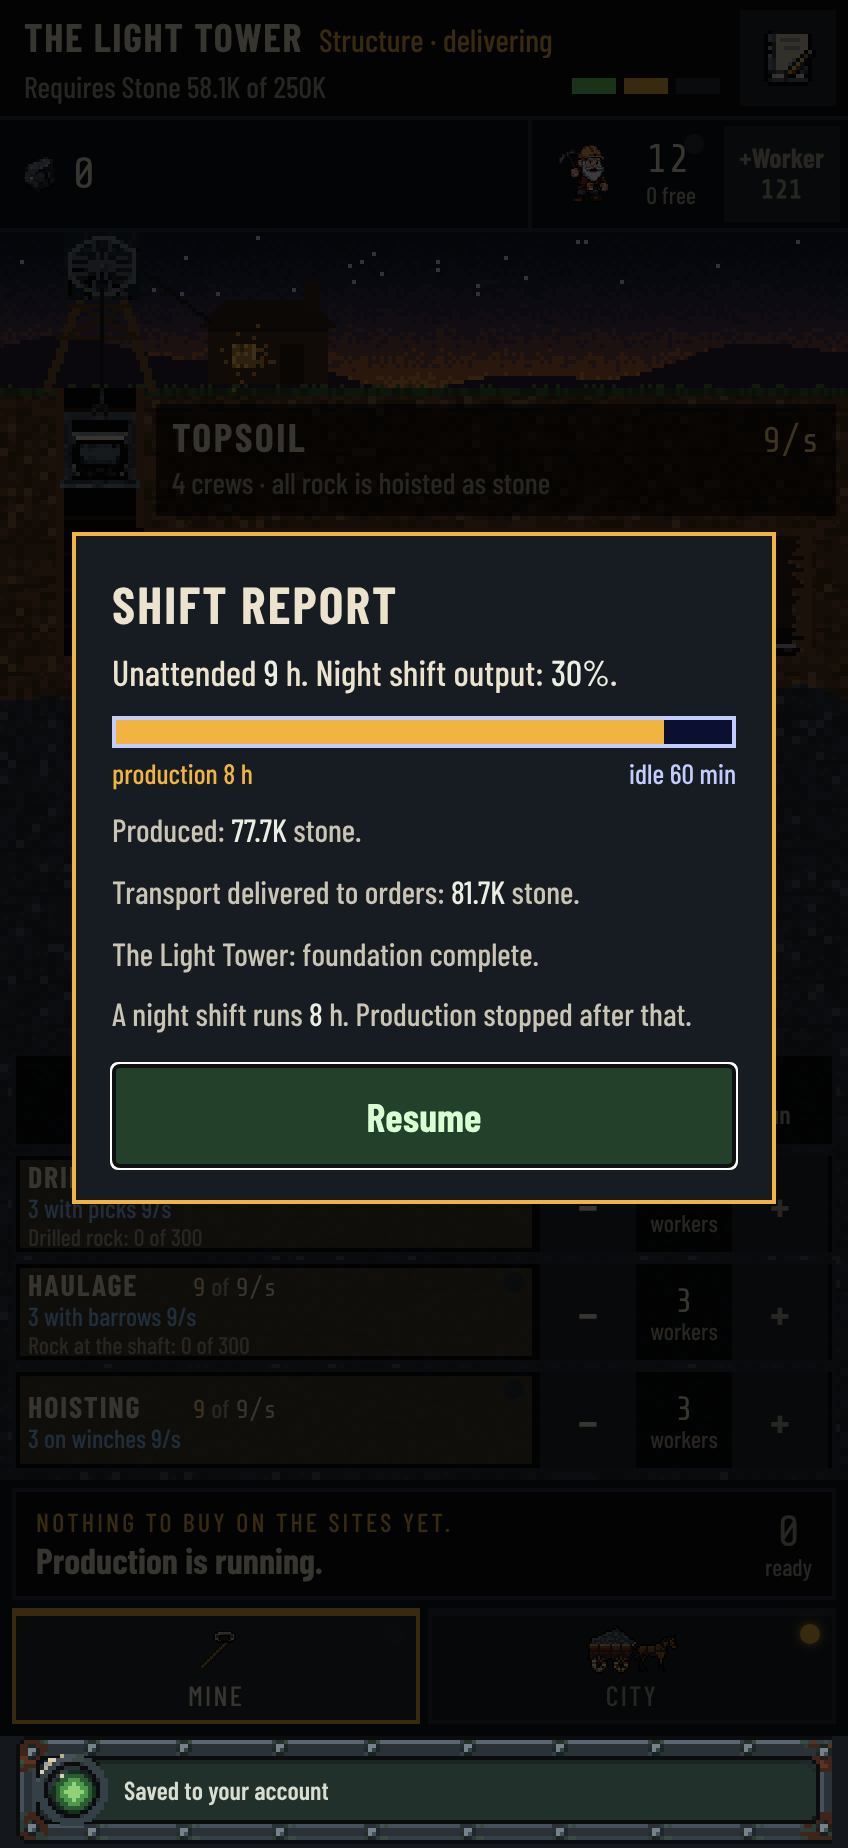 THE LIGHT TOWER Structure · delivering
Requires Stone 58.1K of 250K
0
12
0 free
+Worker
121
TOPSOIL 9/s
4 crews · all rock is hoisted as stone
SHIFT REPORT
Unattended 9 h. Night shift output: 30%.
production 8 h idle 60 min
Produced: 77.7K stone.
Transport delivered to orders: 81.7K stone.
The Light Tower: foundation complete.
A night shift runs 8 h. Production stopped after that.
Resume
3 with picks 9/s
Drilled rock: 0 of 300
− workers +
HAULAGE 9 of 9/s
3 with barrows 9/s
Rock at the shaft: 0 of 300
− 3 workers +
HOISTING 9 of 9/s
3 on winches 9/s
− 3 workers +
NOTHING TO BUY ON THE SITES YET.
Production is running.
0
ready
MINE
CITY
Saved to your account